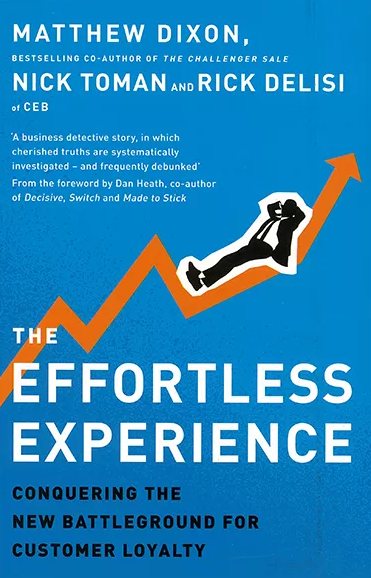 MATTHEW DIXON,
BESTSELLING CO-AUTHOR OF THE CHALLENGER SALE
NICK TOMAN AND RICK DELISI
of CEB
'A business detective story, in which
cherished truths are systematically
investigated – and frequently debunked'
From the foreword by Dan Heath, co-author
of Decisive, Switch and Made to Stick
THE
EFFORTLESS
EXPERIENCE
CONQUERING THE
NEW BATTLEGROUND FOR
CUSTOMER LOYALTY